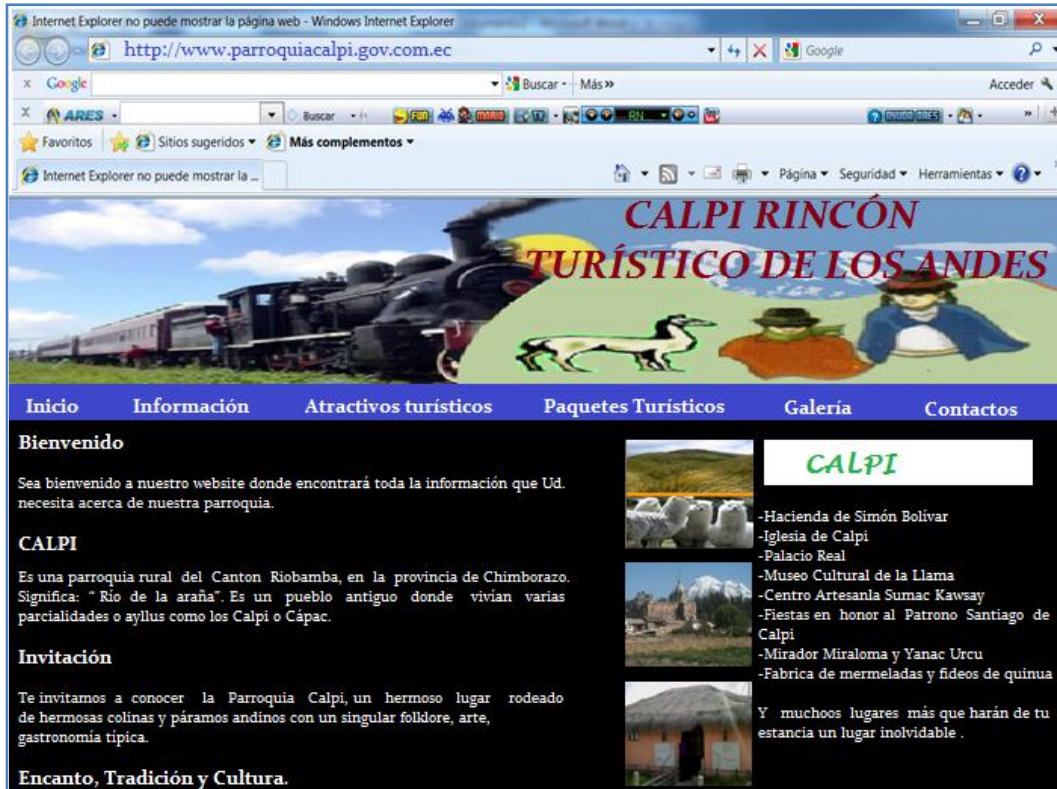 Internet Explorer no puede mostrar la página web - Windows Internet Explorer
http://www.parroquiacalpi.gov.com.ec
Google
x Google
Buscar
Más »
Acceder
X ARES
Buscar
FUN
MARIO
W
RN
Favoritos
Sitios sugeridos
Más complementos
Internet Explorer no puede mostrar la ...
Página
Seguridad
Herramientas
CALPI RINCÓN
TURÍSTICO DE LOS ANDES
Inicio
Información
Atractivos turísticos
Paquetes Turísticos
Galería
Contactos
Bienvenido
Sea bienvenido a nuestro website donde encontrará toda la información que Ud.
necesita acerca de nuestra parroquia.
CALPI
Es una parroquia rural del Canton Riobamba, en la provincia de Chimborazo.
Significa: “ Río de la araña”. Es un pueblo antiguo donde vivían varias
parcialidades o ayllus como los Calpi o Cápac.
Invitación
Te invitamos a conocer la Parroquia Calpi, un hermoso lugar rodeado
de hermosas colinas y páramos andinos con un singular folklore, arte,
gastronomía típica.
Encanto, Tradición y Cultura.
CALPI
-Hacienda de Simón Bolívar
-Iglesia de Calpi
-Palacio Real
-Museo Cultural de la Llama
-Centro Artesanla Sumac Kawsay
-Fiestas en honor al Patrono Santiago de
Calpi
-Mirador Miraloma y Yanac Urcu
-Fabrica de mermeladas y fideos de quinua
Y muchoos lugares más que harán de tu
estancia un lugar inolvidable .